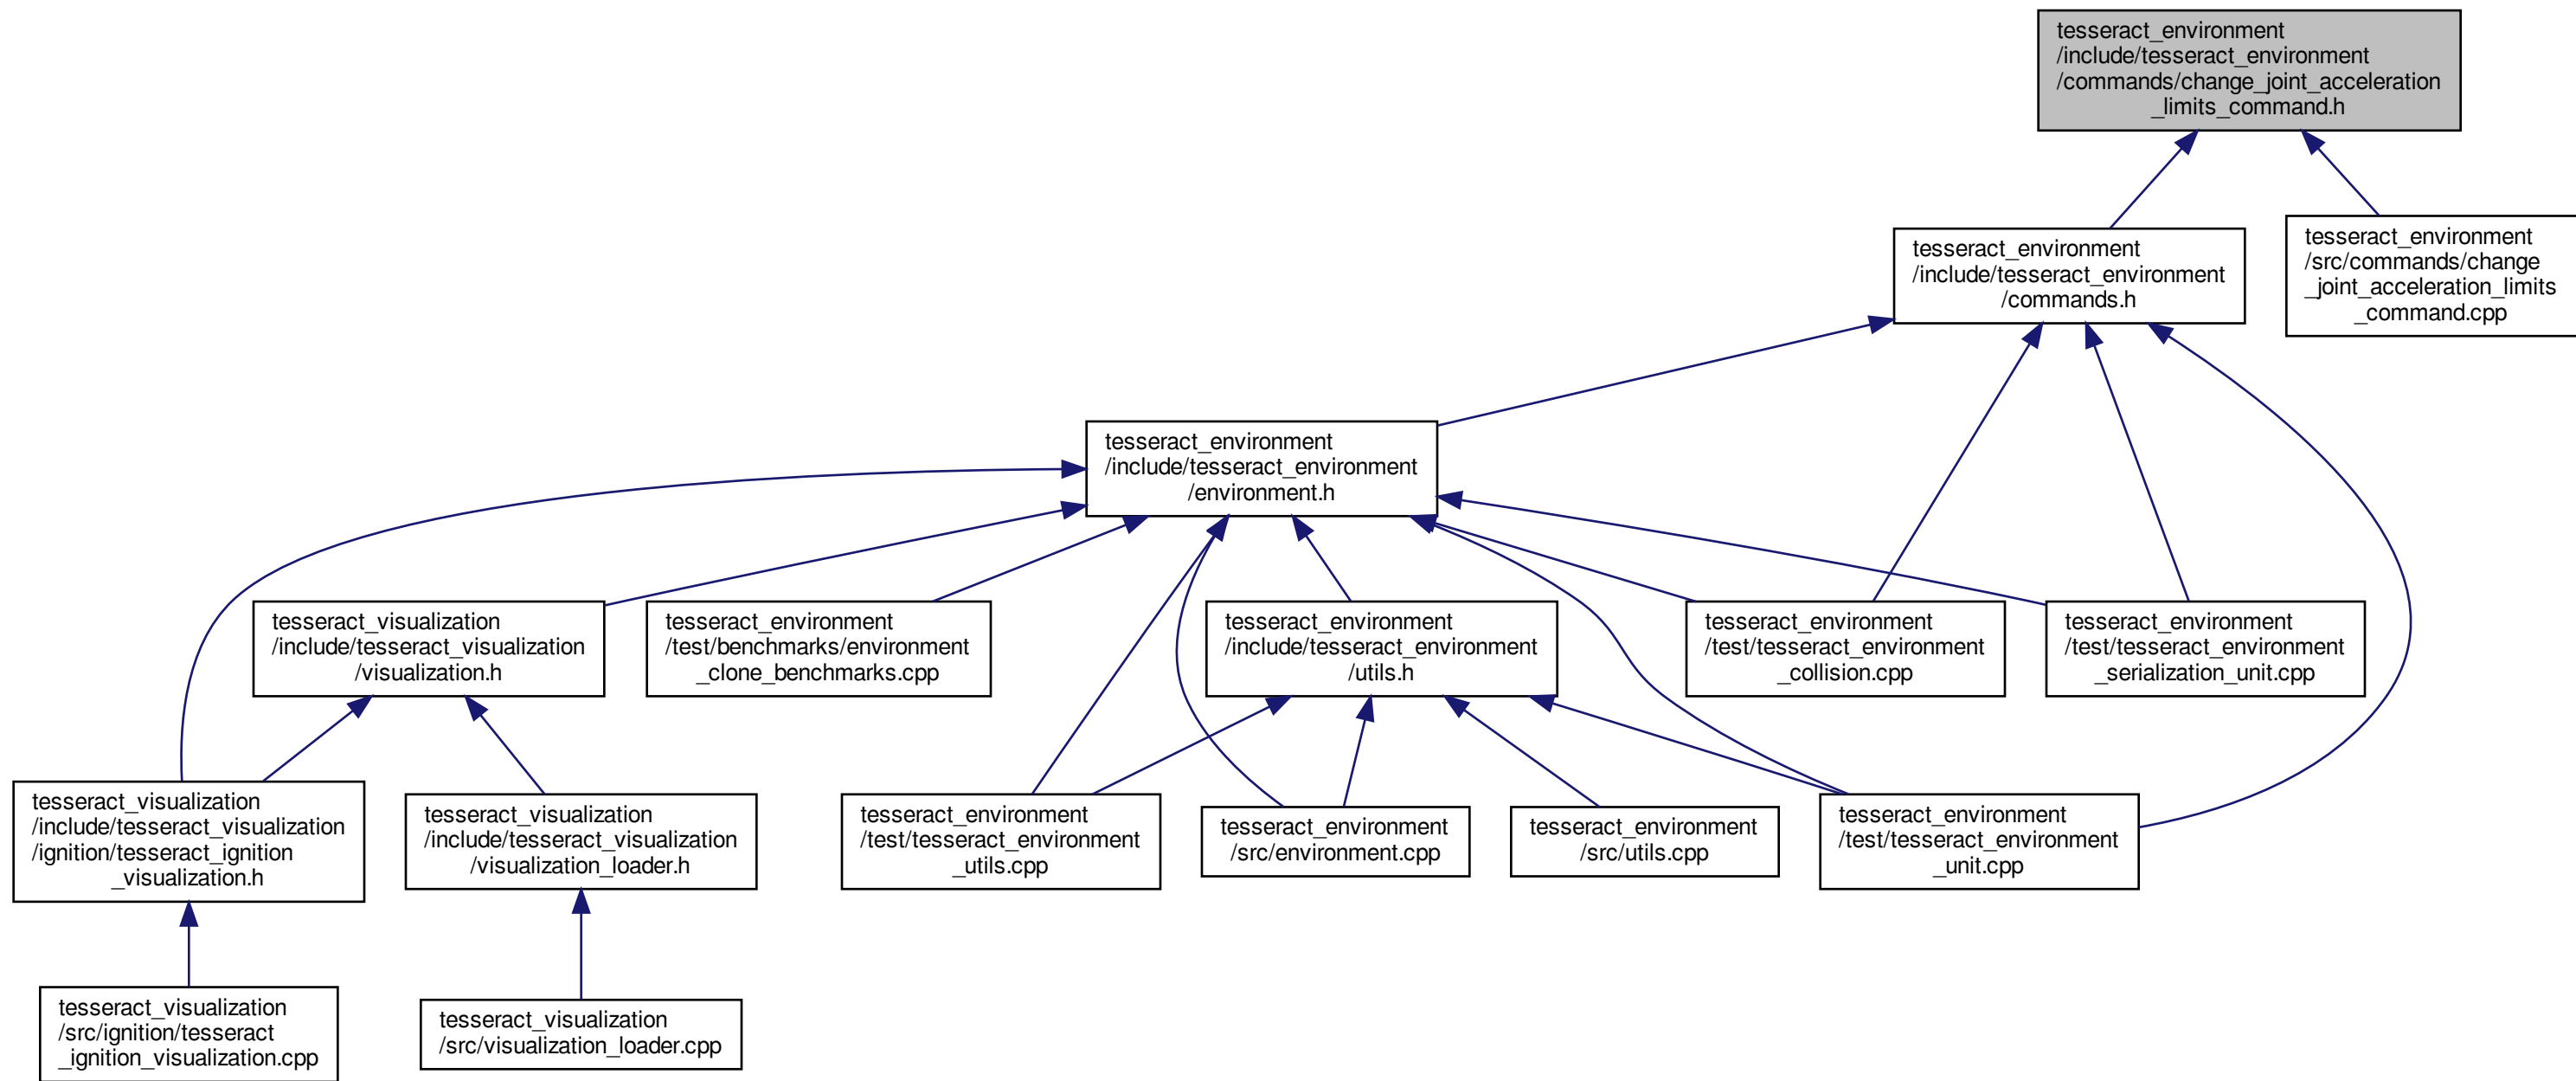 tesseract_environment
/include/tesseract_environment
/commands/change_joint_acceleration
_limits_command.h
tesseract_environment
/include/tesseract_environment
/commands.h
tesseract_environment
/src/commands/change
_joint_acceleration_limits
_command.cpp
tesseract_environment
/include/tesseract_environment
/environment.h
tesseract_visualization
/include/tesseract_visualization
/visualization.h
tesseract_environment
/test/benchmarks/environment
_clone_benchmarks.cpp
tesseract_environment
/include/tesseract_environment
/utils.h
tesseract_environment
/test/tesseract_environment
_collision.cpp
tesseract_environment
/test/tesseract_environment
_serialization_unit.cpp
tesseract_visualization
/include/tesseract_visualization
/ignition/tesseract_ignition
_visualization.h
tesseract_visualization
/include/tesseract_visualization
/visualization_loader.h
tesseract_environment
/test/tesseract_environment
_utils.cpp
tesseract_environment
/src/environment.cpp
tesseract_environment
/src/utils.cpp
tesseract_environment
/test/tesseract_environment
_unit.cpp
tesseract_visualization
/src/ignition/tesseract
_ignition_visualization.cpp
tesseract_visualization
/src/visualization_loader.cpp